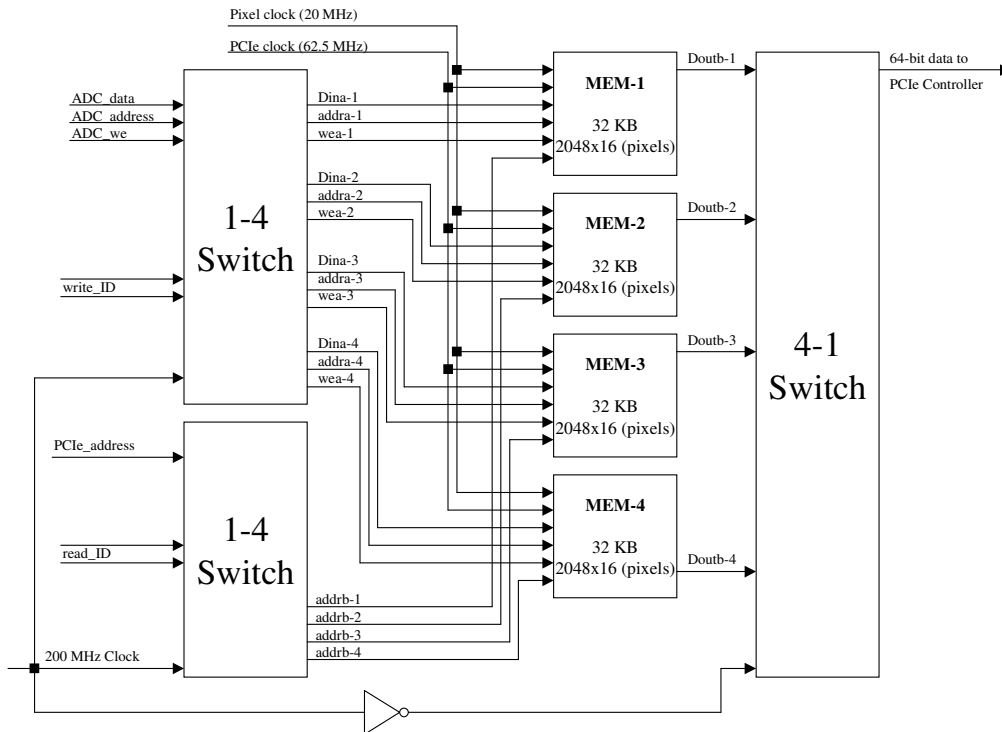 Pixel clock (20 MHz)
PCIe clock (62.5 MHz)
ADC_data
ADC_address
ADC_we
write_ID
1-4
Switch
Dina-1
addra-1
wea-1
Dina-2
addra-2
wea-2
Dina-3
addra-3
wea-3
Dina-4
addra-4
wea-4
PCIe_address
read_ID
200 MHz Clock
1-4
Switch
addrb-1
addrb-2
addrb-3
addrb-4
MEM-1
32 KB
2048x16 (pixels)
MEM-2
32 KB
2048x16 (pixels)
MEM-3
32 KB
2048x16 (pixels)
MEM-4
32 KB
2048x16 (pixels)
Doutb-1
Doutb-2
Doutb-3
Doutb-4
4-1
Switch
64-bit data to
PCIe Controller